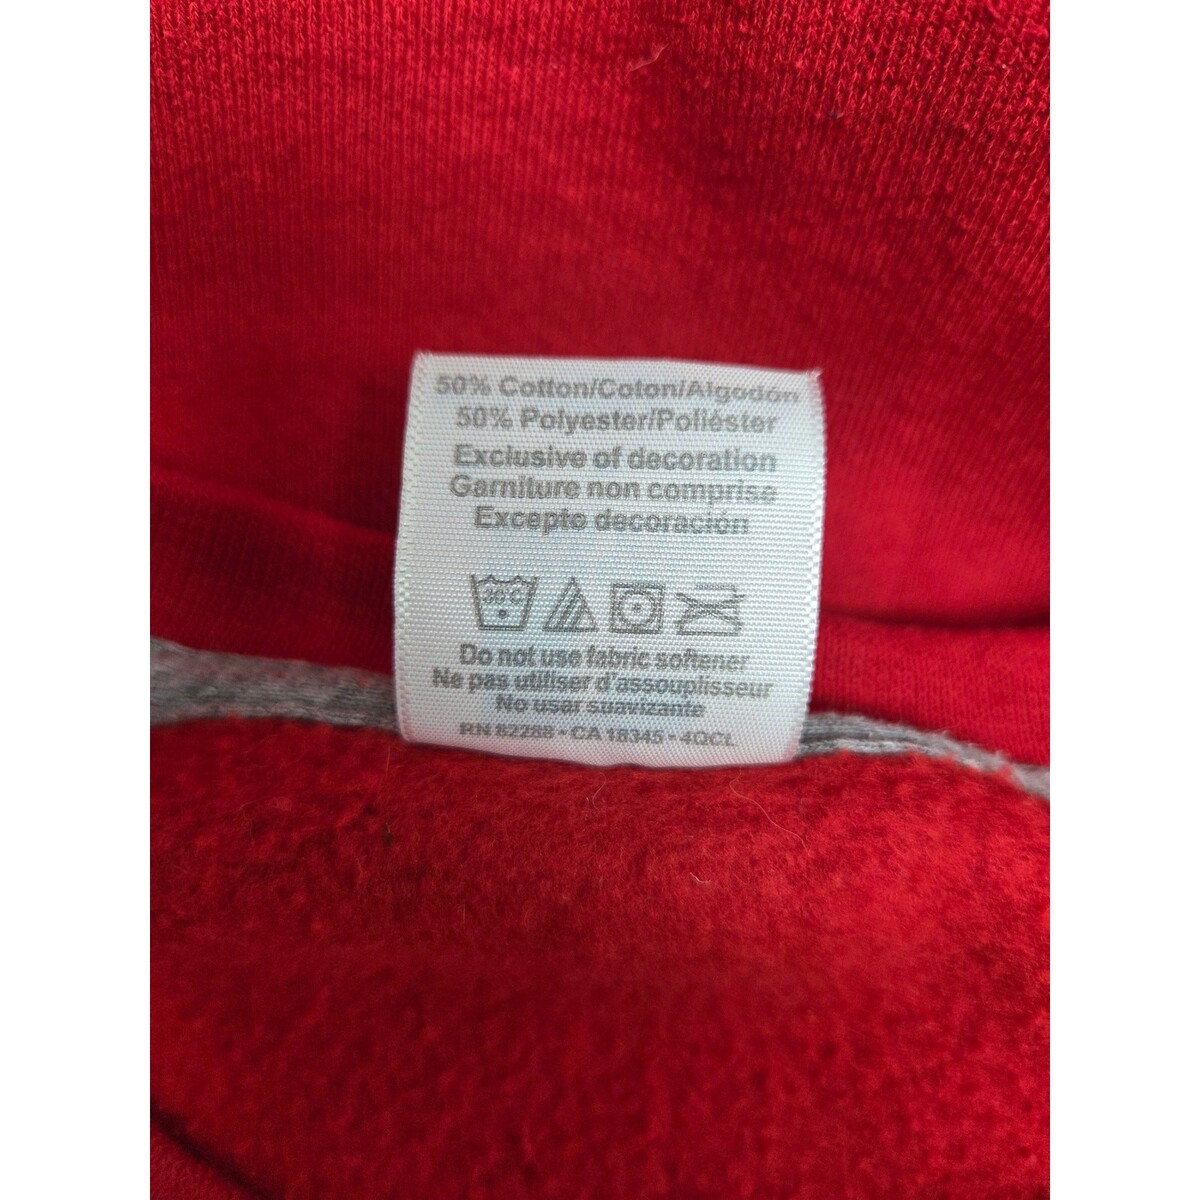 50% Cotton/Coton/Algodón
50% Polyester/Poliéster
Exclusive of decoration
Garniture non comprise
Excepto decoración
30°C
Do not use fabric softener
Ne pas utiliser d'assouplisseur
No usar suavizante
RN 82288 • CA 18345 • 4QCL